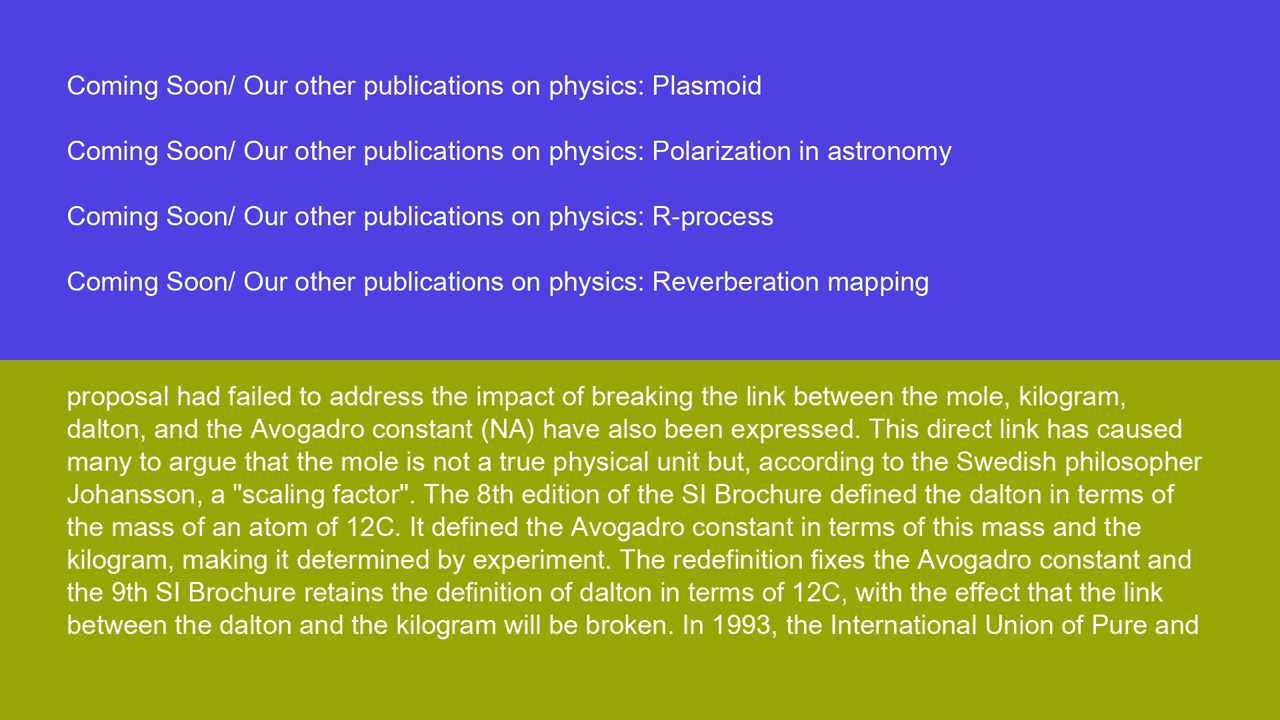 Coming Soon/ Our other publications on physics: Plasmoid
Coming Soon/ Our other publications on physics: Polarization in astronomy
Coming Soon/ Our other publications on physics: R-process
Coming Soon/ Our other publications on physics: Reverberation mapping
proposal had failed to address the impact of breaking the link between the mole, kilogram,
dalton, and the Avogadro constant (NA) have also been expressed. This direct link has caused
many to argue that the mole is not a true physical unit but, according to the Swedish philosopher
Johansson, a "scaling factor". The 8th edition of the SI Brochure defined the dalton in terms of
the mass of an atom of 12C. It defined the Avogadro constant in terms of this mass and the
kilogram, making it determined by experiment. The redefinition fixes the Avogadro constant and
the 9th SI Brochure retains the definition of dalton in terms of 12C, with the effect that the link
between the dalton and the kilogram will be broken. In 1993, the International Union of Pure and